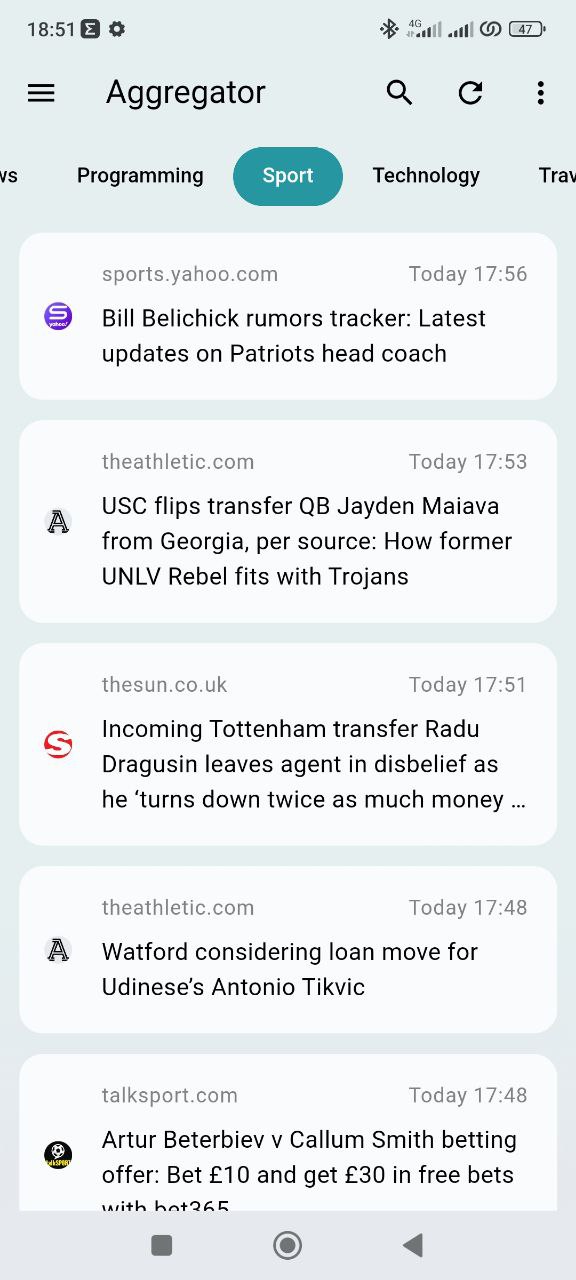 18:51 Σ 4G 47
Aggregator
ws Programming Sport Technology Trav
sports.yahoo.com Today 17:56
Bill Belichick rumors tracker: Latest
updates on Patriots head coach
theathletic.com Today 17:53
USC flips transfer QB Jayden Maiava
from Georgia, per source: How former
UNLV Rebel fits with Trojans
thesun.co.uk Today 17:51
Incoming Tottenham transfer Radu
Dragusin leaves agent in disbelief as
he ‘turns down twice as much money …
theathletic.com Today 17:48
Watford considering loan move for
Udinese’s Antonio Tikvic
talksport.com Today 17:48
Artur Beterbiev v Callum Smith betting
offer: Bet £10 and get £30 in free bets
with bet365